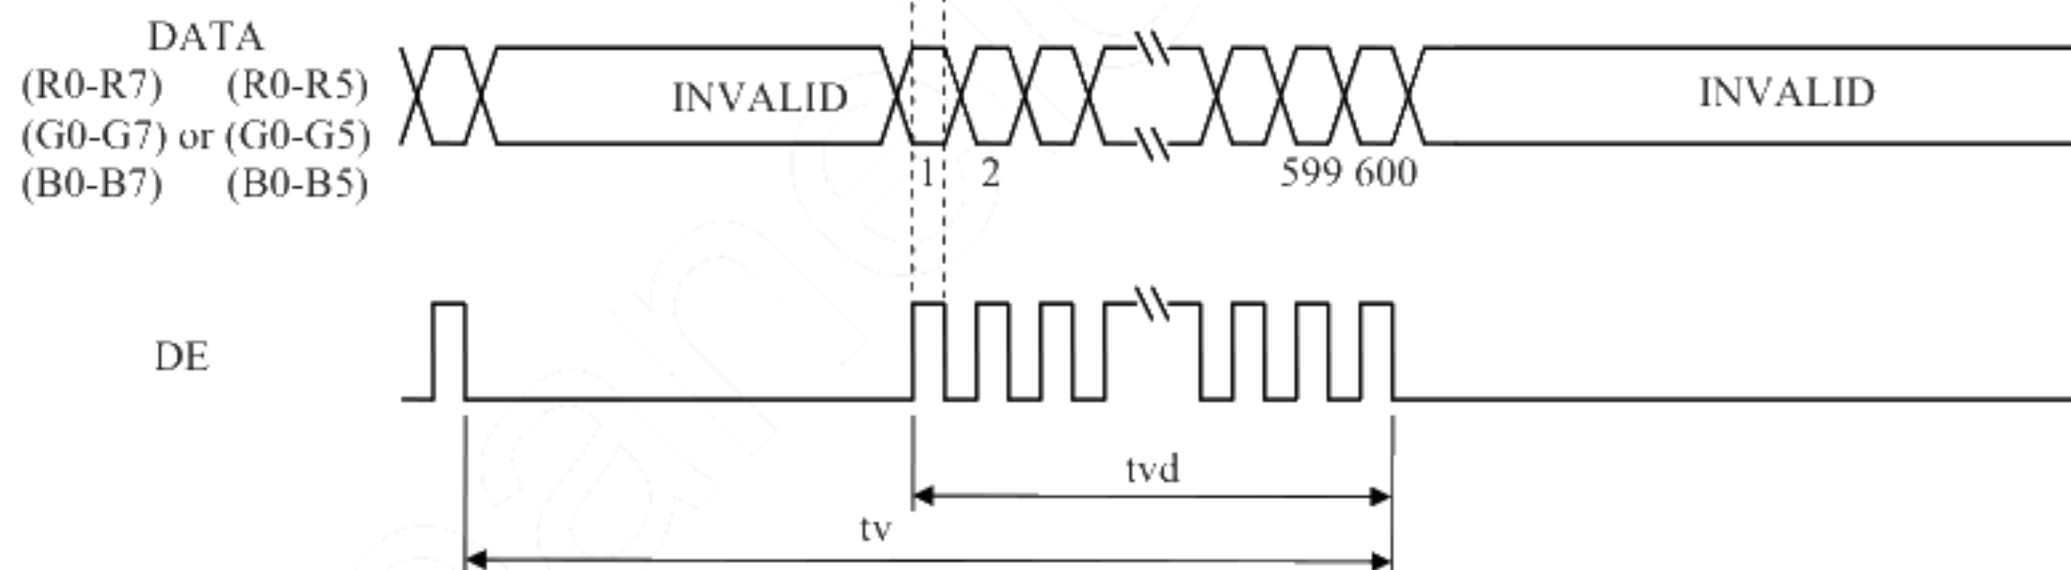 DATA
(R0-R7) (R0-R5)
(G0-G7) or (G0-G5)
(B0-B7) (B0-B5)
INVALID
INVALID
1 2 599 600
DE
tvd
tv